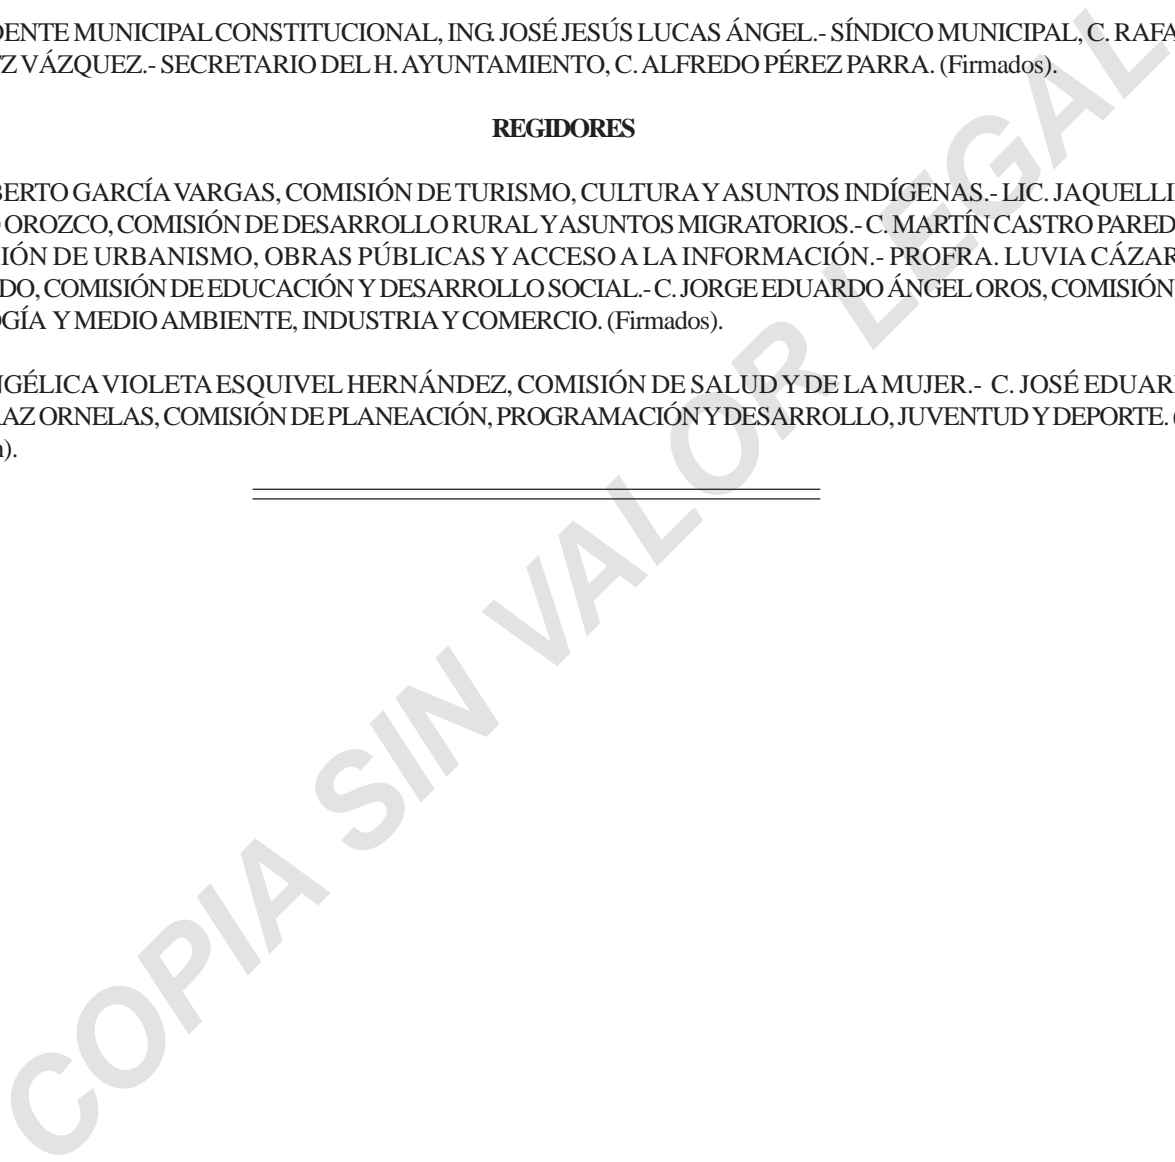 DENTE MUNICIPAL CONSTITUCIONAL, ING. JOSÉ JESÚS LUCAS ÁNGEL.- SÍNDICO MUNICIPAL, C. RAFA
TZ VÁZQUEZ.- SECRETARIO DEL H. AYUNTAMIENTO, C. ALFREDO PÉREZ PARRA. (Firmados).
REGIDORES
BERTO GARCÍA VARGAS, COMISIÓN DE TURISMO, CULTURA Y ASUNTOS INDÍGENAS.- LIC. JAQUELLI
OROZCO, COMISIÓN DE DESARROLLO RURAL Y ASUNTOS MIGRATORIOS.- C. MARTÍN CASTRO PARED
IÓN DE URBANISMO, OBRAS PÚBLICAS Y ACCESO A LA INFORMACIÓN.- PROFRA. LUVIA CÁZAR
DO, COMISIÓN DE EDUCACIÓN Y DESARROLLO SOCIAL.- C. JORGE EDUARDO ÁNGEL OROS, COMISIÓN
OGÍA Y MEDIO AMBIENTE, INDUSTRIA Y COMERCIO. (Firmados).
NGÉLICA VIOLETA ESQUIVEL HERNÁNDEZ, COMISIÓN DE SALUD Y DE LA MUJER.- C. JOSÉ EDUAR
AZ ORNELAS, COMISIÓN DE PLANEACIÓN, PROGRAMACIÓN Y DESARROLLO, JUVENTUD Y DEPORTE. (
n).
COPIA SIN VALOR LEGAL